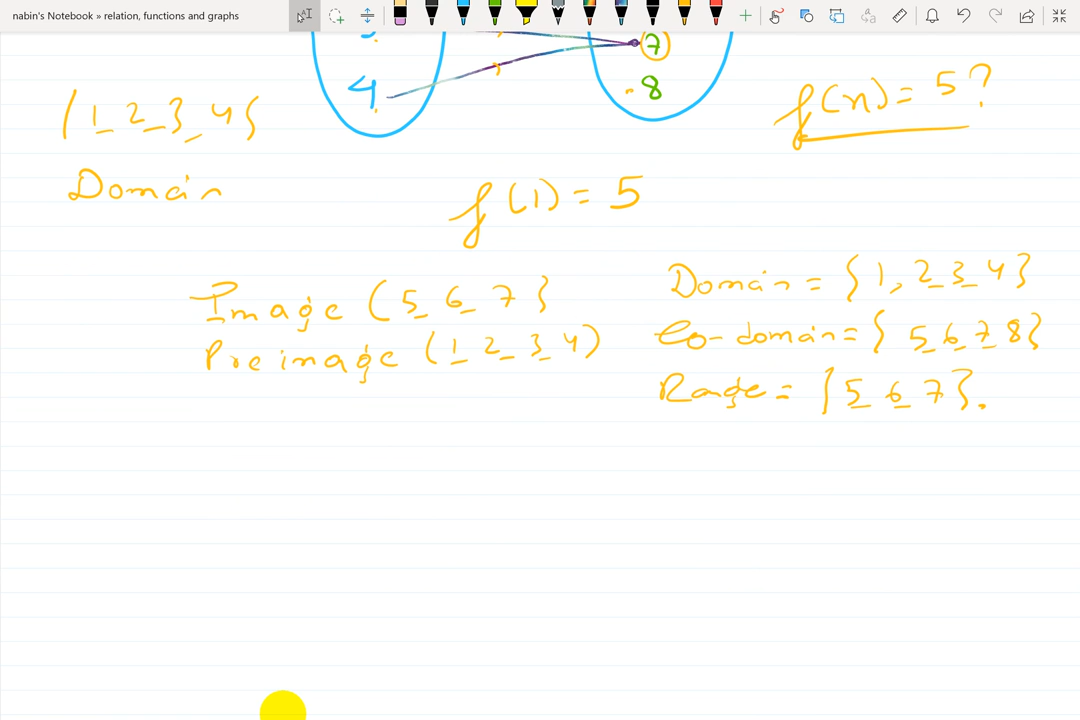 nabin's Notebook » relation, functions and graphs
7
4
8
{1, 2, 3, 4}
f(n) = 5?
Domain
f(1) = 5
Image (5, 6, 7}
Preimage (1, 2, 3, 4)
Domain = {1, 2, 3, 4}
Co-domain = {5, 6, 7, 8}
Range = {5, 6, 7}.